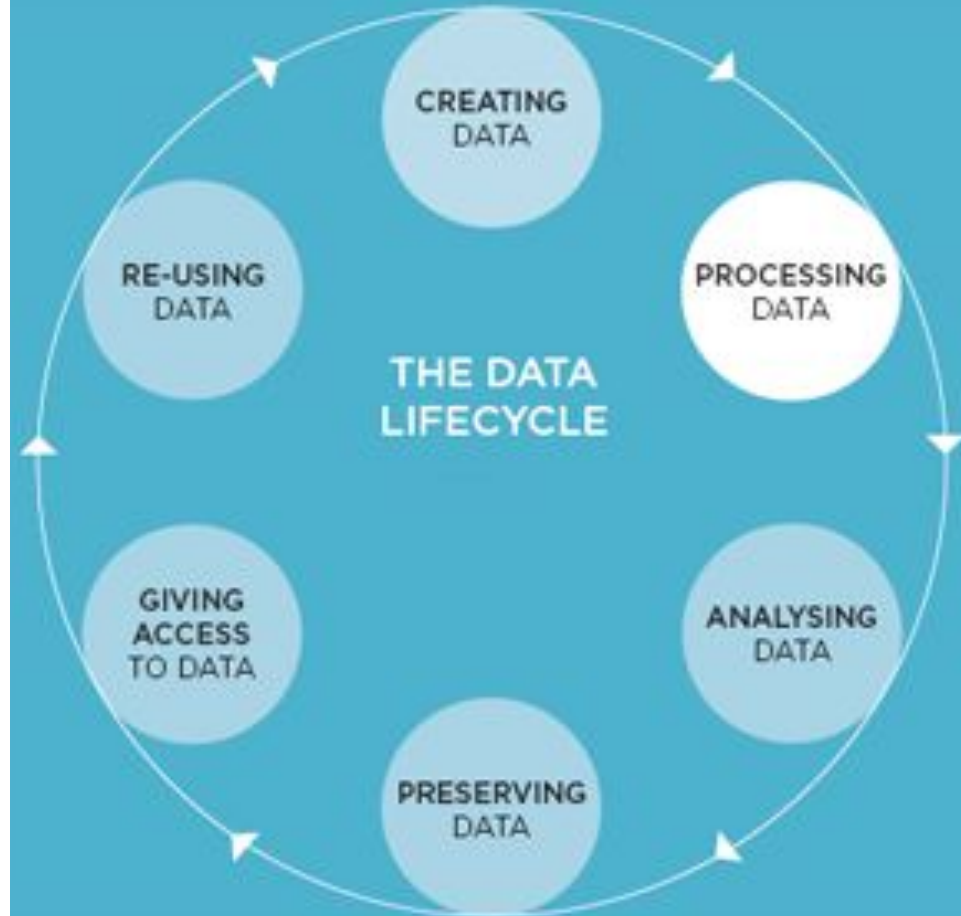 CREATING
DATA
PROCESSING
DATA
RE-USING
DATA
THE DATA
LIFECYCLE
GIVING
ACCESS
TO DATA
ANALYSING
DATA
PRESERVING
DATA